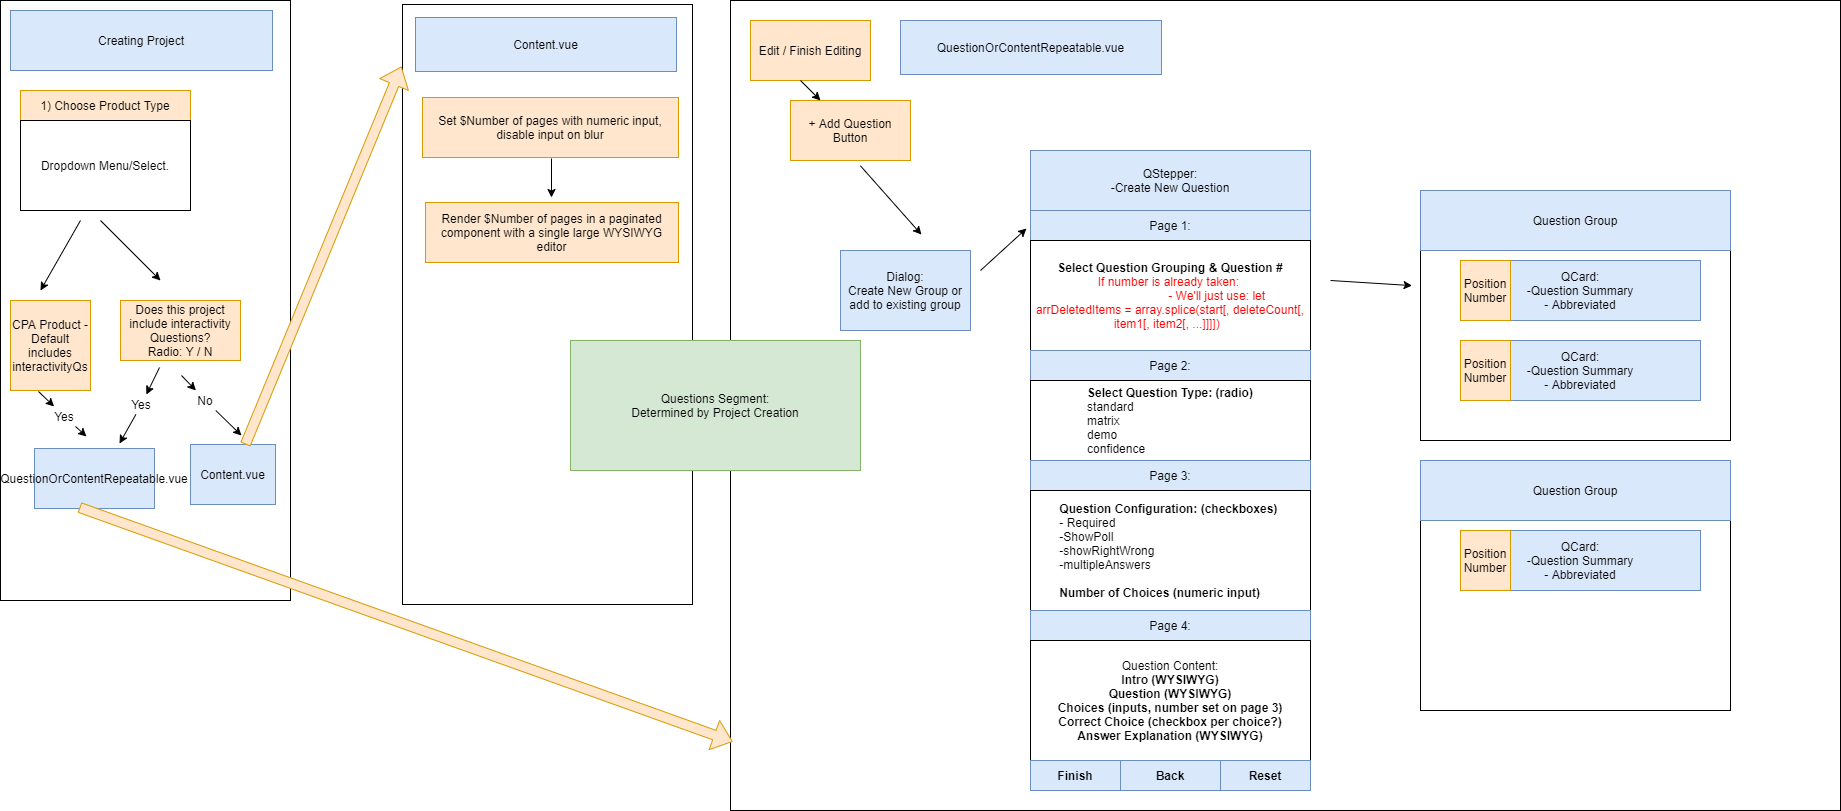 Creating Project
1) Choose Product Type
Dropdown Menu/Select.
CPA Product -
Default
includes
interactivityQs
Does this project
include interactivity
Questions?
Radio: Y / N
Yes
Yes
No
QuestionOrContentRepeatable.vue
Content.vue
Content.vue
Set $Number of pages with numeric input,
disable input on blur
Render $Number of pages in a paginated
component with a single large WYSIWYG
editor
Questions Segment:
Determined by Project Creation
Edit / Finish Editing
QuestionOrContentRepeatable.vue
+ Add Question
Button
Dialog:
Create New Group or
add to existing group
QStepper:
-Create New Question
Page 1:
Select Question Grouping & Question #
If number is already taken:
- We'll just use: let
arrDeletedItems = array.splice(start[, deleteCount[,
item1[, item2[, ...]]]])
Page 2:
Select Question Type: (radio)
standard
matrix
demo
confidence
Page 3:
Question Configuration: (checkboxes)
- Required
-ShowPoll
-showRightWrong
-multipleAnswers
Number of Choices (numeric input)
Page 4:
Question Content:
Intro (WYSIWYG)
Question (WYSIWYG)
Choices (inputs, number set on page 3)
Correct Choice (checkbox per choice?)
Answer Explanation (WYSIWYG)
Finish
Back
Reset
Question Group
Position
Number
QCard:
-Question Summary
- Abbreviated
Position
Number
QCard:
-Question Summary
- Abbreviated
Question Group
Position
Number
QCard:
-Question Summary
- Abbreviated